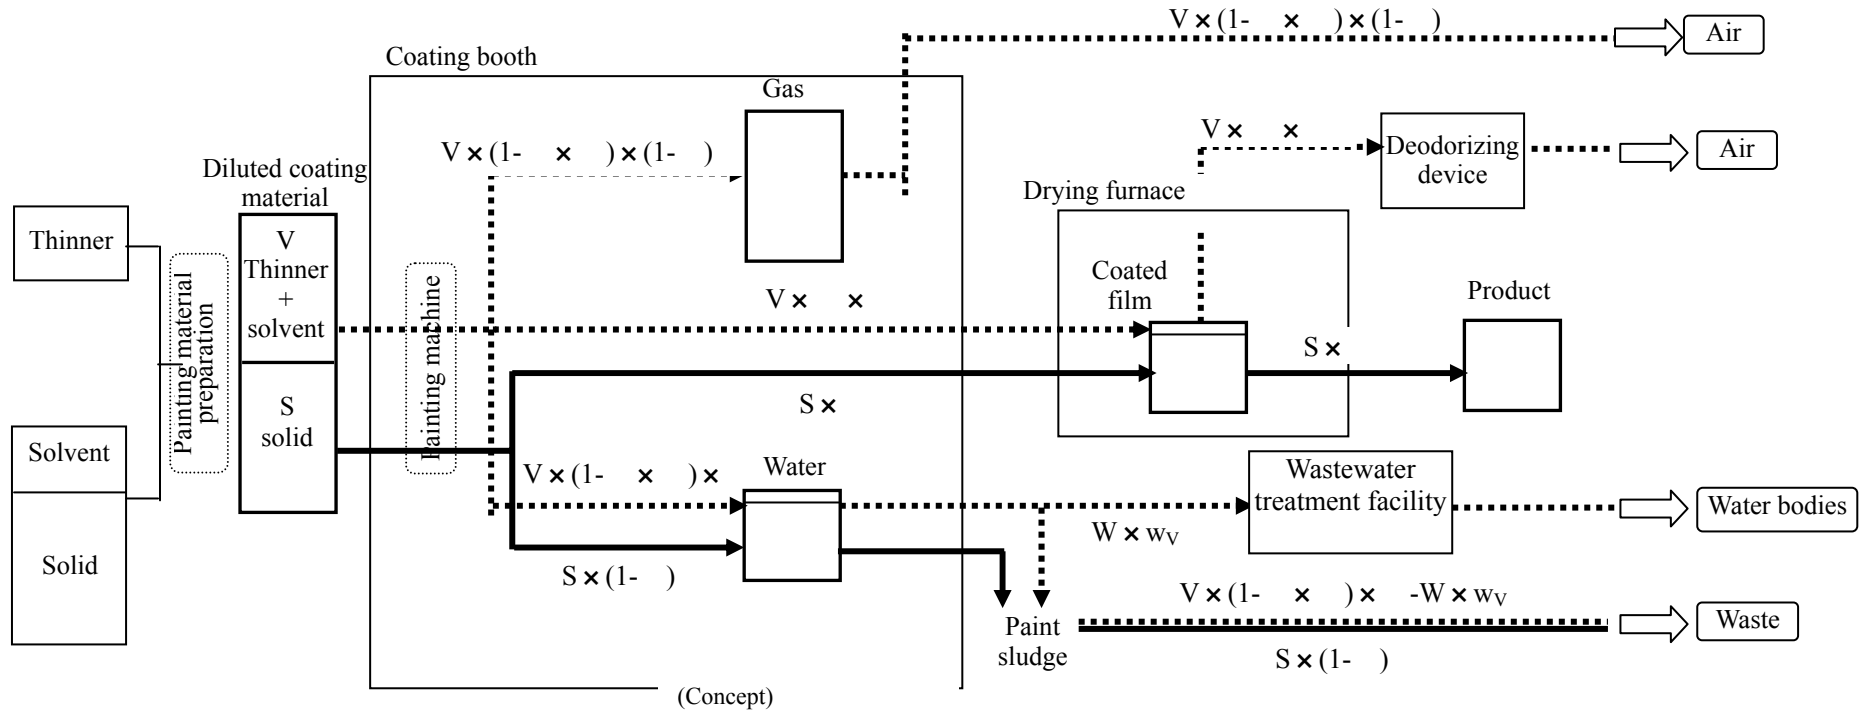 V × (1-    ×    ) × (1-    )
Air
Coating booth
Gas
V ×    ×
Deodorizing
device
Air
V × (1-    ×    ) × (1-    )
Diluted coating
material
Drying furnace
Thinner
Painting material
preparation
V
Thinner
+
solvent
Painting machine
V ×    ×
Coated
film
Product
S ×
S
solid
S ×
Solvent
Solid
V × (1-    ×    ) ×
Water
W × wV
Wastewater
treatment facility
Water bodies
S × (1-    )
Paint
sludge
V × (1-    ×    ) ×    -W × wV
S × (1-    )
Waste
(Concept)